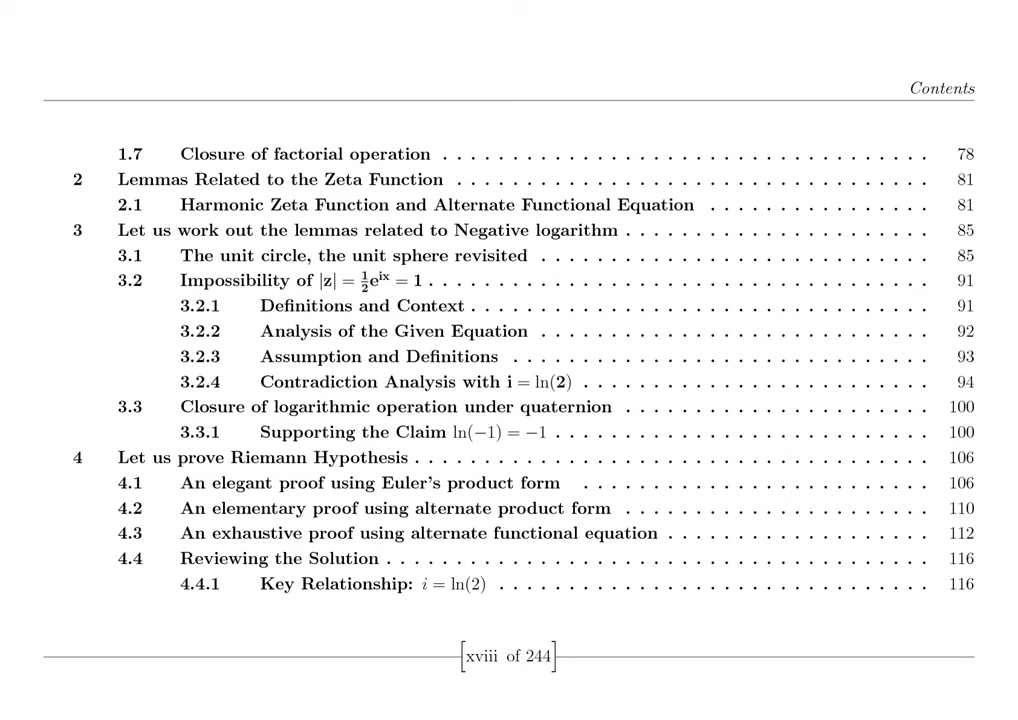 Contents
1.7 Closure of factorial operation . . . . . . . . . . . . . . . . . . . . . . . . . . . . . . . . . . . 78
2 Lemmas Related to the Zeta Function . . . . . . . . . . . . . . . . . . . . . . . . . . . . . . . . . . 81
2.1 Harmonic Zeta Function and Alternate Functional Equation . . . . . . . . . . . . . . . . 81
3 Let us work out the lemmas related to Negative logarithm . . . . . . . . . . . . . . . . . . . . . . 85
3.1 The unit circle, the unit sphere revisited . . . . . . . . . . . . . . . . . . . . . . . . . . . . 85
3.2 Impossibility of |z| = ½e^{ix} = 1 . . . . . . . . . . . . . . . . . . . . . . . . . . . . . . . . . . . . 91
3.2.1 Definitions and Context . . . . . . . . . . . . . . . . . . . . . . . . . . . . . . . . . 91
3.2.2 Analysis of the Given Equation . . . . . . . . . . . . . . . . . . . . . . . . . . . . 92
3.2.3 Assumption and Definitions . . . . . . . . . . . . . . . . . . . . . . . . . . . . . . 93
3.2.4 Contradiction Analysis with i = ln(2) . . . . . . . . . . . . . . . . . . . . . . . . . 94
3.3 Closure of logarithmic operation under quaternion . . . . . . . . . . . . . . . . . . . . . . 100
3.3.1 Supporting the Claim ln(−1) = −1 . . . . . . . . . . . . . . . . . . . . . . . . . . . 100
4 Let us prove Riemann Hypothesis . . . . . . . . . . . . . . . . . . . . . . . . . . . . . . . . . . . . . 106
4.1 An elegant proof using Euler's product form . . . . . . . . . . . . . . . . . . . . . . . . . 106
4.2 An elementary proof using alternate product form . . . . . . . . . . . . . . . . . . . . . . 110
4.3 An exhaustive proof using alternate functional equation . . . . . . . . . . . . . . . . . . . 112
4.4 Reviewing the Solution . . . . . . . . . . . . . . . . . . . . . . . . . . . . . . . . . . . . . . . 116
4.4.1 Key Relationship: i = ln(2) . . . . . . . . . . . . . . . . . . . . . . . . . . . . . . . 116
[xviii of 244]